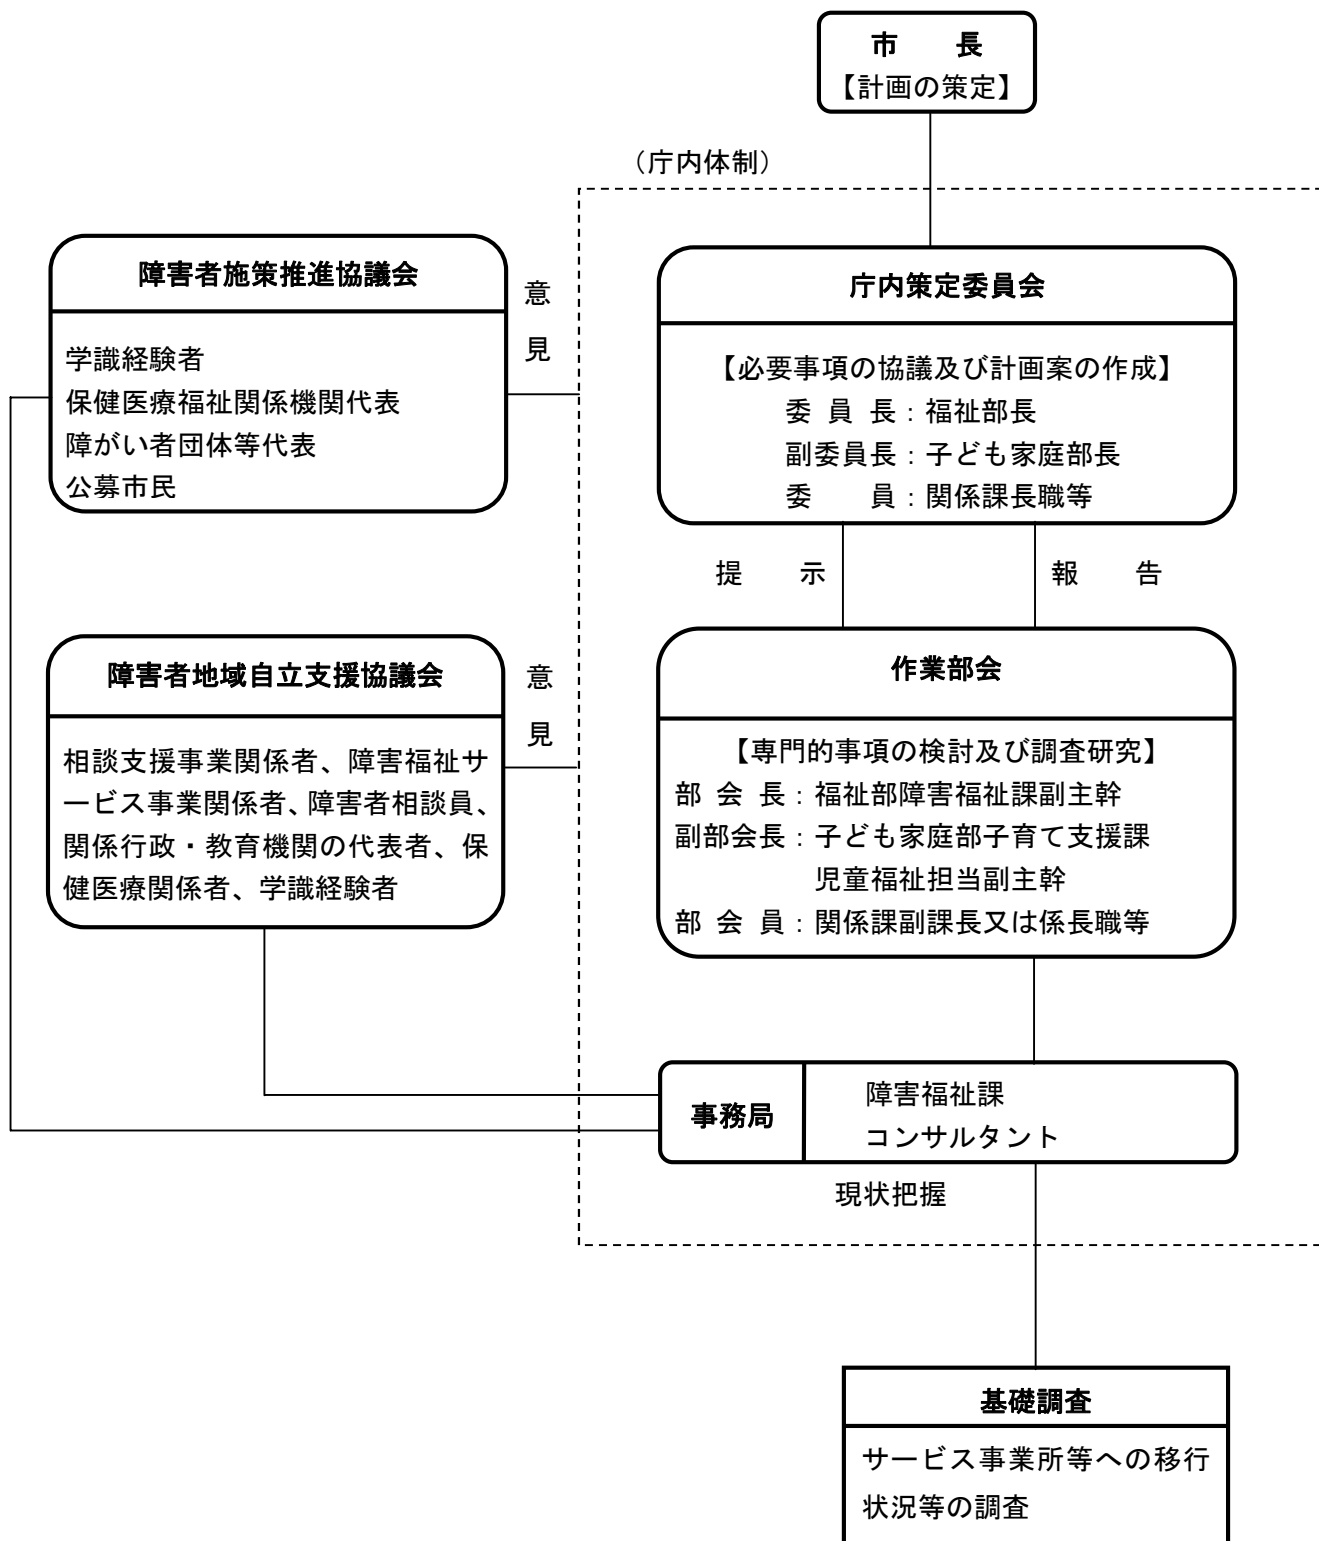 市　　長
【計画の策定】
（庁内体制）
障害者施策推進協議会
学識経験者
保健医療福祉関係機関代表
障がい者団体等代表
公募市民
意
見
庁内策定委員会
【必要事項の協議及び計画案の作成】
委 員 長：福祉部長
副委員長：子ども家庭部長
委　　員：関係課長職等
提　　示
報　　告
障害者地域自立支援協議会
相談支援事業関係者、障害福祉サ
ービス事業関係者、障害者相談員、
関係行政・教育機関の代表者、保
健医療関係者、学識経験者
意
見
作業部会
【専門的事項の検討及び調査研究】
部 会 長：福祉部障害福祉課副主幹
副部会長：子ども家庭部子育て支援課
児童福祉担当副主幹
部 会 員：関係課副課長又は係長職等
事務局
障害福祉課
コンサルタント
現状把握
基礎調査
サービス事業所等への移行
状況等の調査